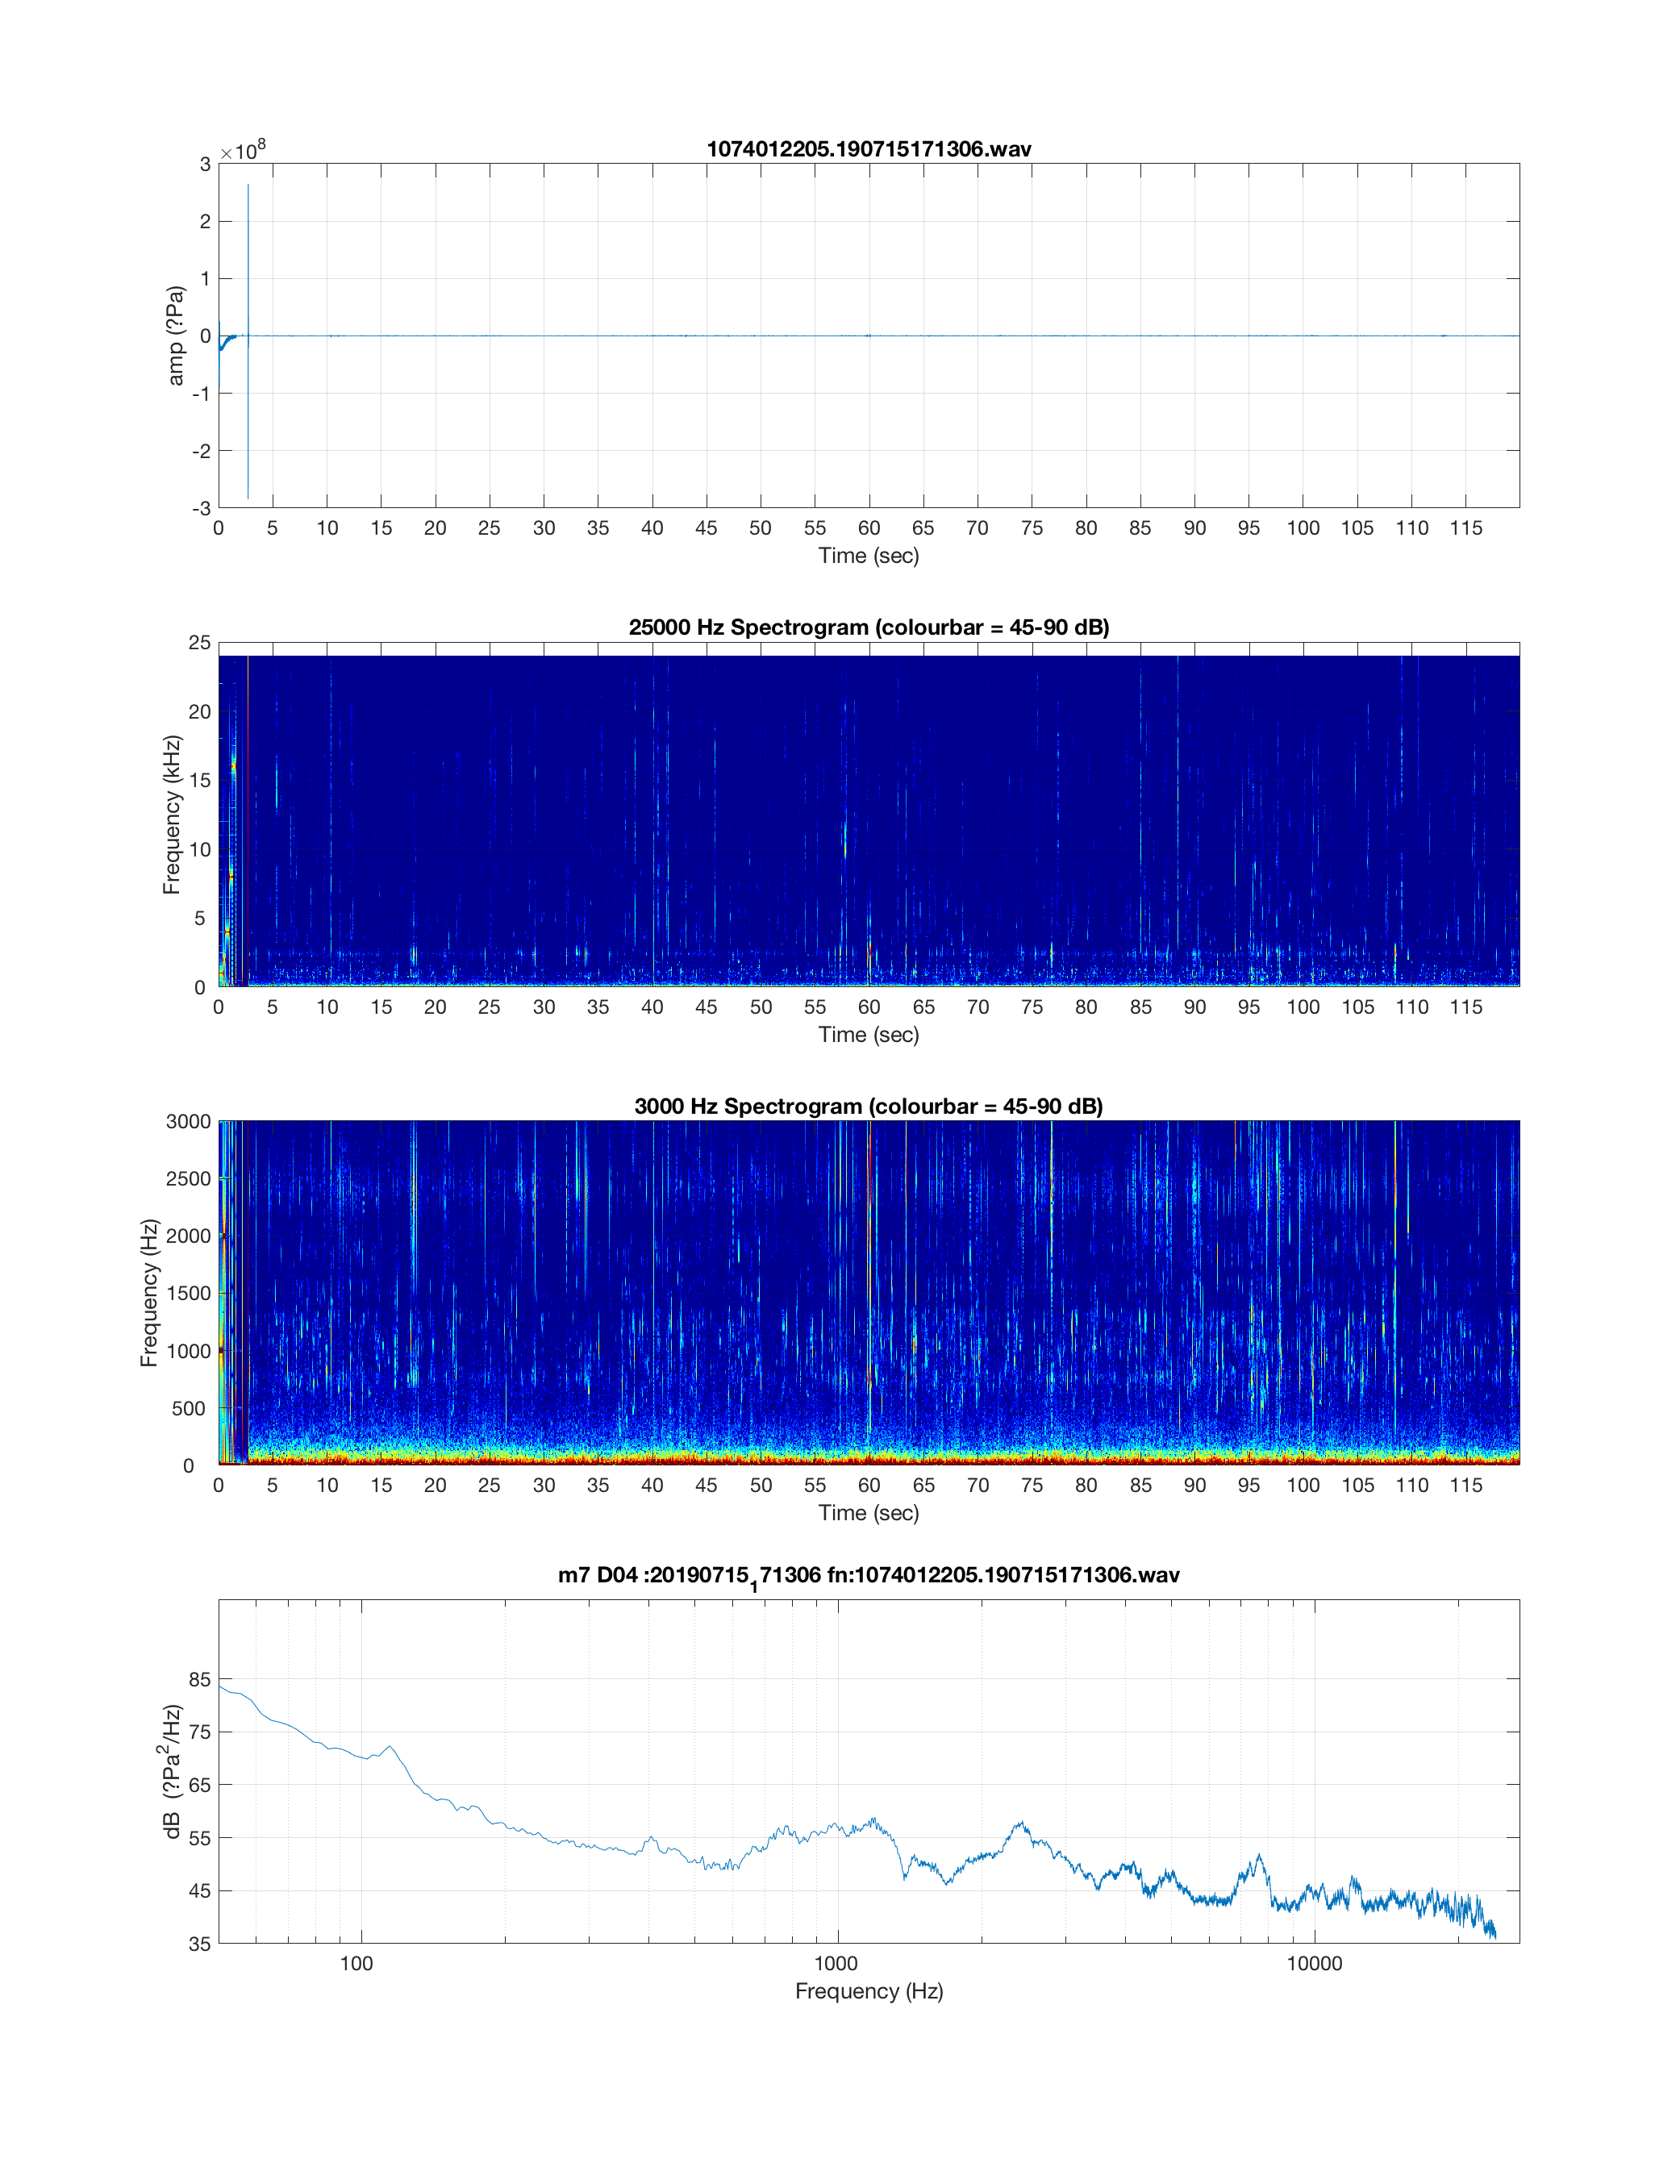 1074012205.190715171306.wav
×10^8
3
2
1
0
-1
-2
-3
amp (?Pa)
0 5 10 15 20 25 30 35 40 45 50 55 60 65 70 75 80 85 90 95 100 105 110 115
Time (sec)
25000 Hz Spectrogram (colourbar = 45-90 dB)
25
20
15
10
5
0
Frequency (kHz)
0 5 10 15 20 25 30 35 40 45 50 55 60 65 70 75 80 85 90 95 100 105 110 115
Time (sec)
3000 Hz Spectrogram (colourbar = 45-90 dB)
3000
2500
2000
1500
1000
500
0
Frequency (Hz)
0 5 10 15 20 25 30 35 40 45 50 55 60 65 70 75 80 85 90 95 100 105 110 115
Time (sec)
m7 D04 :20190715_171306 fn:1074012205.190715171306.wav
85
75
65
55
45
35
dB (?Pa^2/Hz)
100 1000 10000
Frequency (Hz)